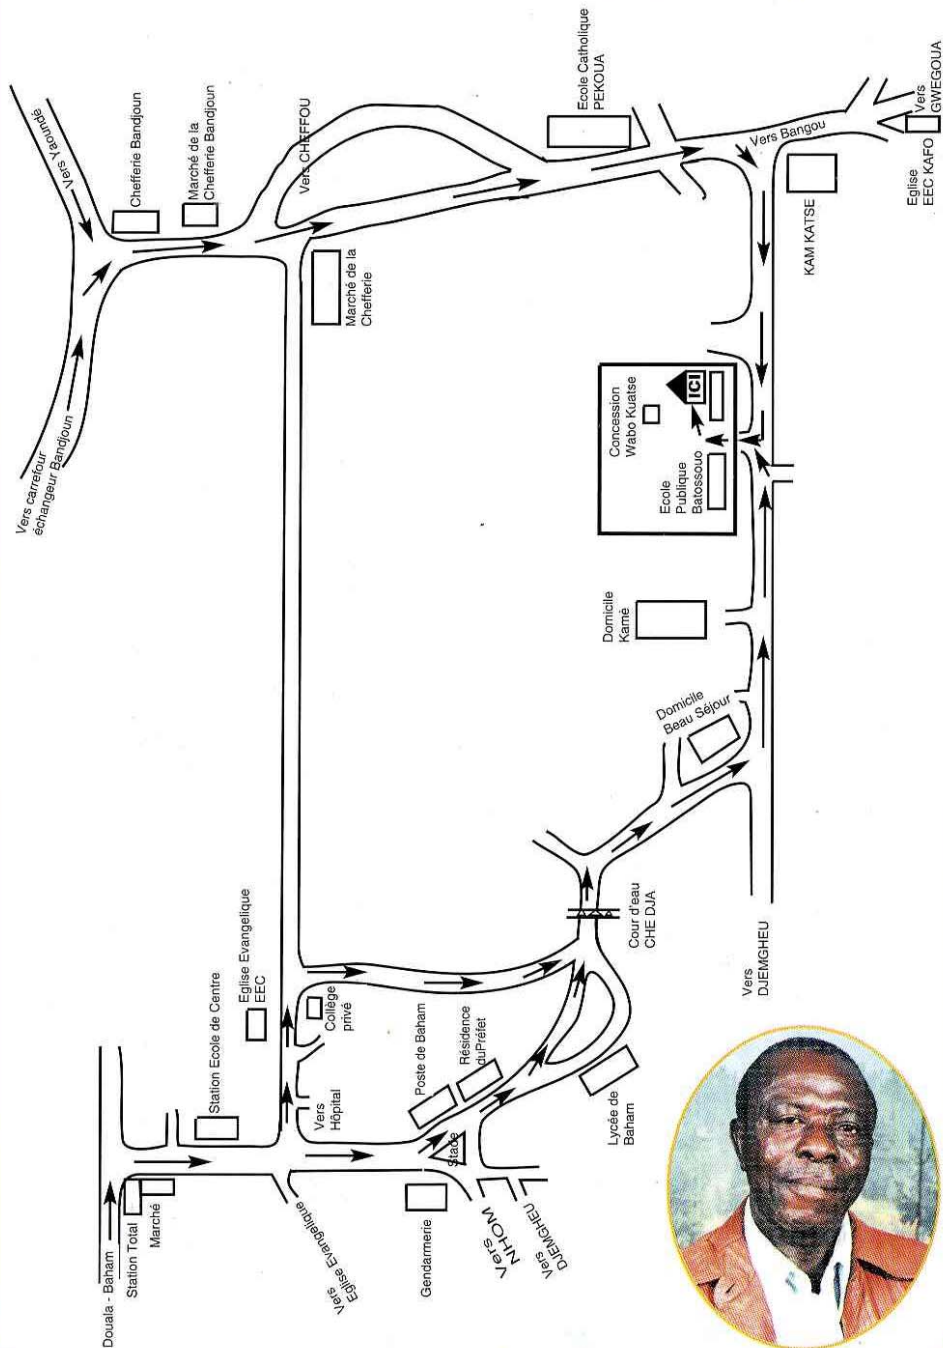 Vers Yaoundé
Vers carrefour
échangeur Bandjoun
Chefferie Bandjoun
Marché de la
Chefferie Bandjoun
Vers CHEFFOU
Marché de la
Chefferie
Ecole Catholique
PEKOUA
Vers Bangou
Vers
GWEGOUA
Eglise
EEC KAFO
KAM KATSE
Concession
Wabo Kuatse
ICI
Ecole
Publique
Batossouo
Domicile
Kamè
Domicile
Beau Séjour
Cour d'eau
CHE DJA
Vers
DJEMGHEU
Douala - Baham
Station Total
Marché
Station Ecole de Centre
Eglise Evangelique
EEC
Collège
privé
Vers
Hôpital
Vers
Eglise Evangelique
Poste de Baham
Résidence
duPréfet
Stade
Gendarmerie
Vers
NHOM
Vers
DJEMGHEU
Lycée de
Baham